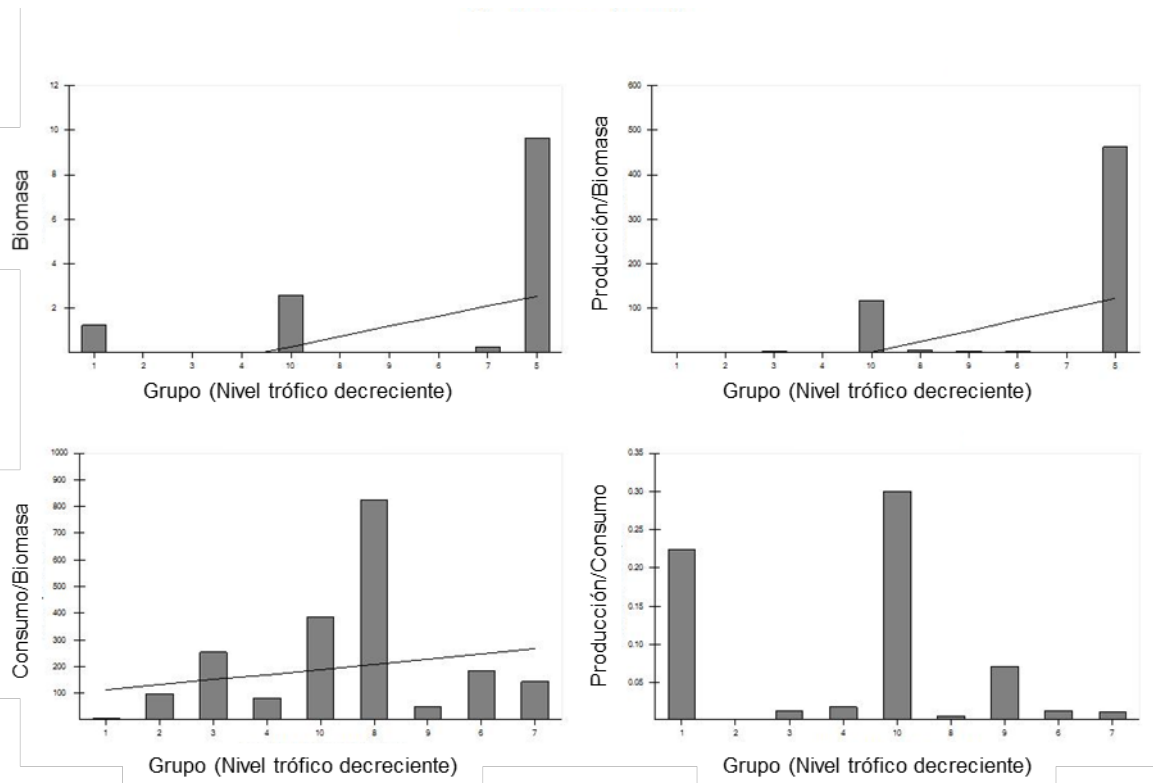 12
10
8
6
4
2
Biomasa
1 2 3 4 10 8 9 6 7 5
Grupo (Nivel trófico decreciente)
600
500
400
300
200
100
Producción/Biomasa
1 2 3 4 10 8 9 6 7 5
Grupo (Nivel trófico decreciente)
1000
900
800
700
600
500
400
300
200
100
Consumo/Biomasa
1 2 3 4 10 8 9 6 7
Grupo (Nivel trófico decreciente)
0.35
0.30
0.25
0.20
0.15
0.10
0.05
Producción/Consumo
1 2 3 4 10 8 9 6 7
Grupo (Nivel trófico decreciente)